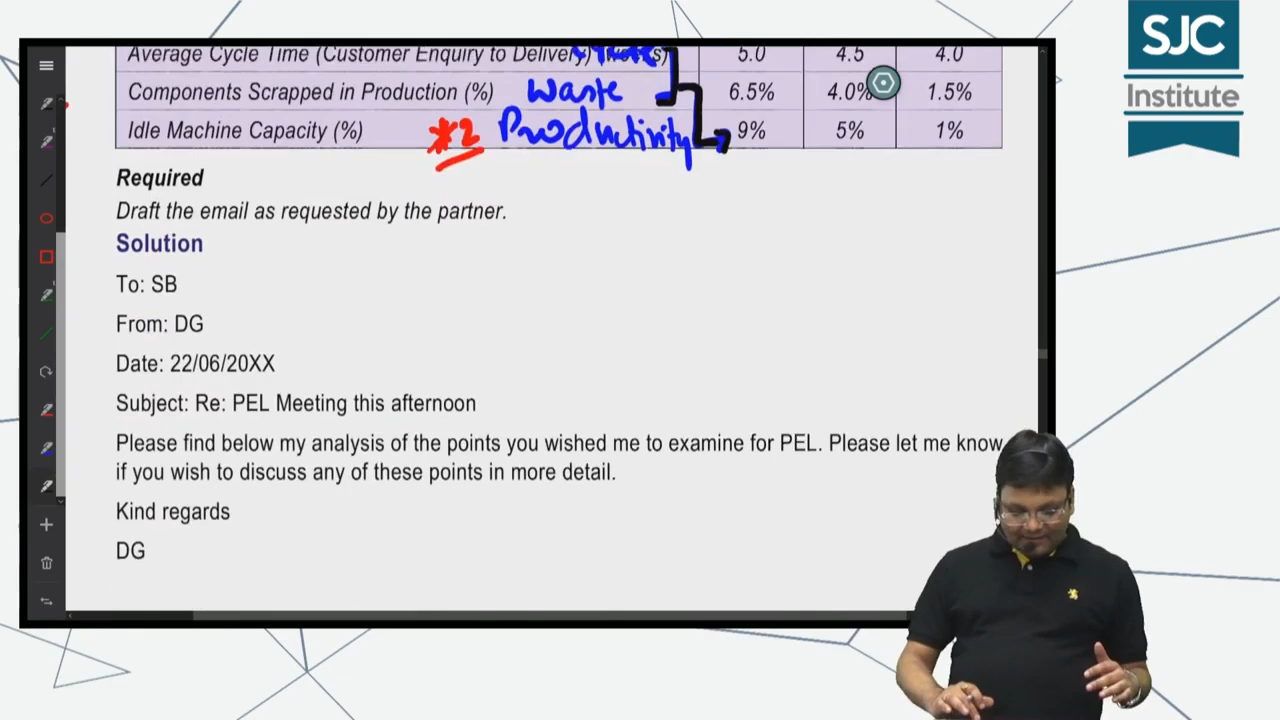 SJC
Institute
Average Cycle Time (Customer Enquiry to Delivery) 5.0 4.5 4.0
Components Scrapped in Production (%) Waste 6.5% 4.0% 1.5%
Idle Machine Capacity (%) *2 Productivity 9% 5% 1%
Required
Draft the email as requested by the partner.
Solution
To: SB
From: DG
Date: 22/06/20XX
Subject: Re: PEL Meeting this afternoon
Please find below my analysis of the points you wished me to examine for PEL. Please let me know
if you wish to discuss any of these points in more detail.
Kind regards
DG